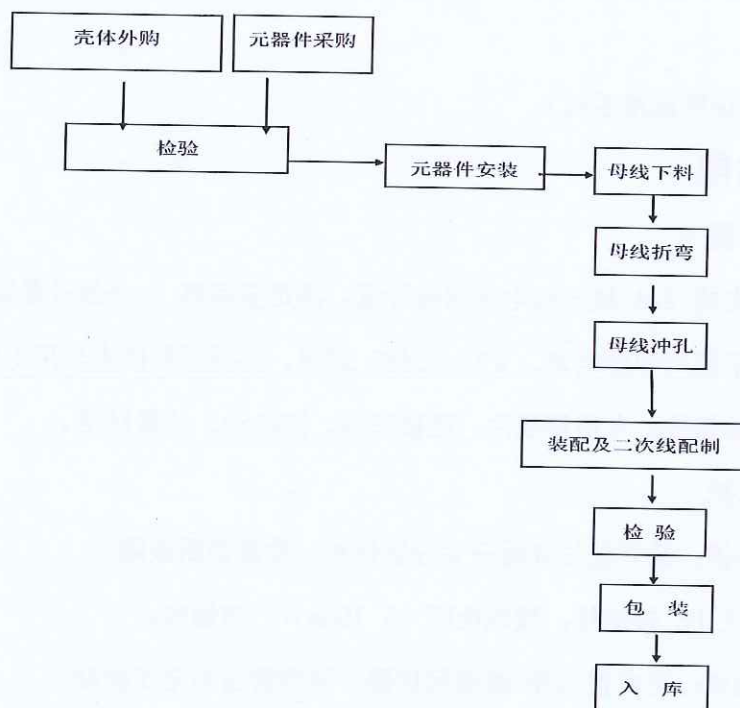 壳体外购
元器件采购
检验
元器件安装
母线下料
母线折弯
母线冲孔
装配及二次线配制
检 验
包 装
入 库